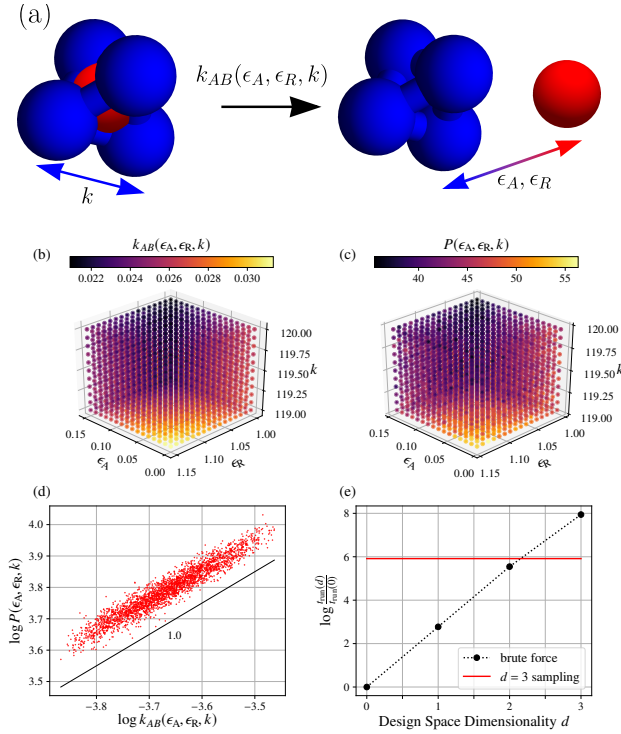 (a)
k_{AB}(ϵ_A, ϵ_R, k)
k
ϵ_A, ϵ_R
(b)
k_{AB}(ϵ_A, ϵ_R, k)
0.022 0.024 0.026 0.028 0.030
120.00
119.75
119.50 k
119.25
119.00
0.15
0.10
0.05
0.00
ϵ_A
1.15
1.10
1.05
1.00
ϵ_R
(c)
P(ϵ_A, ϵ_R, k)
40 45 50 55
120.00
119.75
119.50 k
119.25
119.00
0.15
0.10
0.05
0.00
ϵ_A
1.15
1.10
1.05
1.00
ϵ_R
(d)
log P(ϵ_A, ϵ_R, k)
4.0
3.9
3.8
3.7
3.6
3.5
1.0
−3.8 −3.7 −3.6 −3.5
log k_{AB}(ϵ_A, ϵ_R, k)
(e)
log t_{run}(d)/t_{run}(0)
8
6
4
2
0
brute force
d = 3 sampling
0 1 2 3
Design Space Dimensionality d